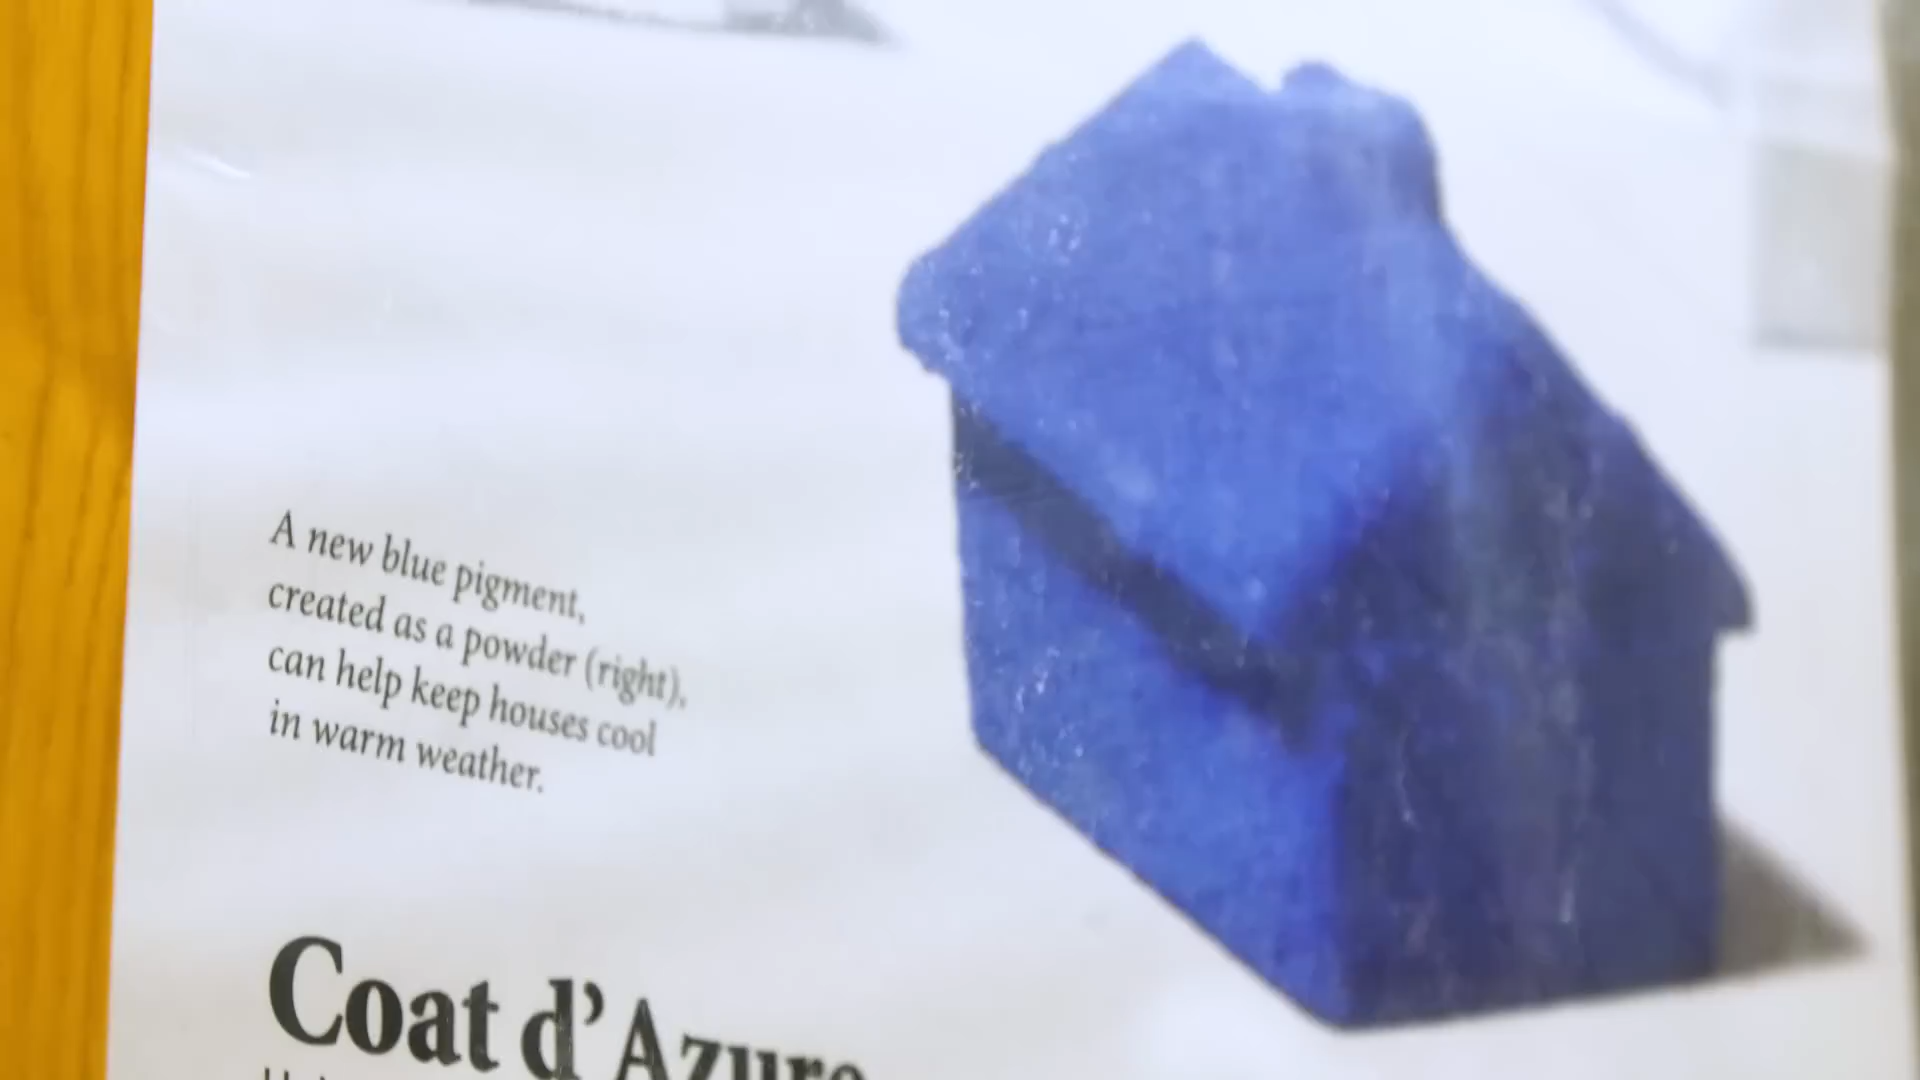 A new blue pigment,
created as a powder (right),
can help keep houses cool
in warm weather.
Coat d’Azure